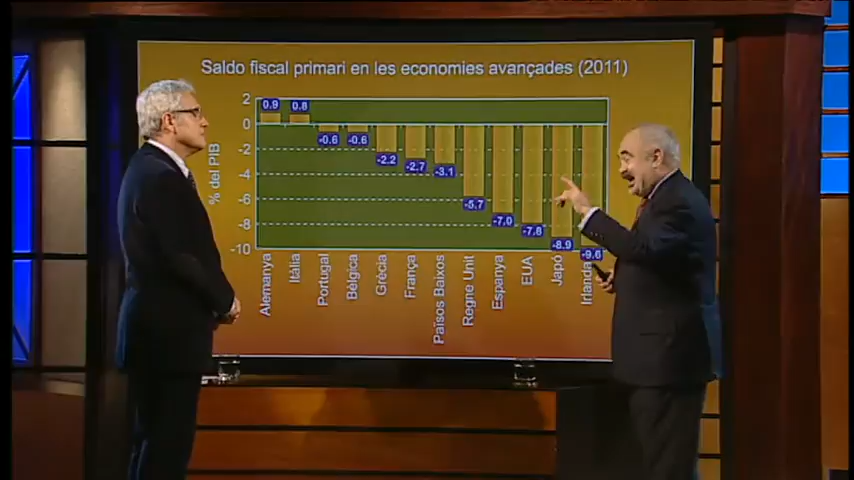 Saldo fiscal primari en les economies avançades (2011)
% del PIB
2
0
-2
-4
-6
-8
-10
0.9
0.8
-0.6
-0.6
-2.2
-2.7
-3.1
-5.7
-7.0
-7.8
-8.9
-9.6
Alemanya
Itàlia
Portugal
Bèlgica
Grècia
França
Països Baixos
Regne Unit
Espanya
EUA
Japó
Irlanda